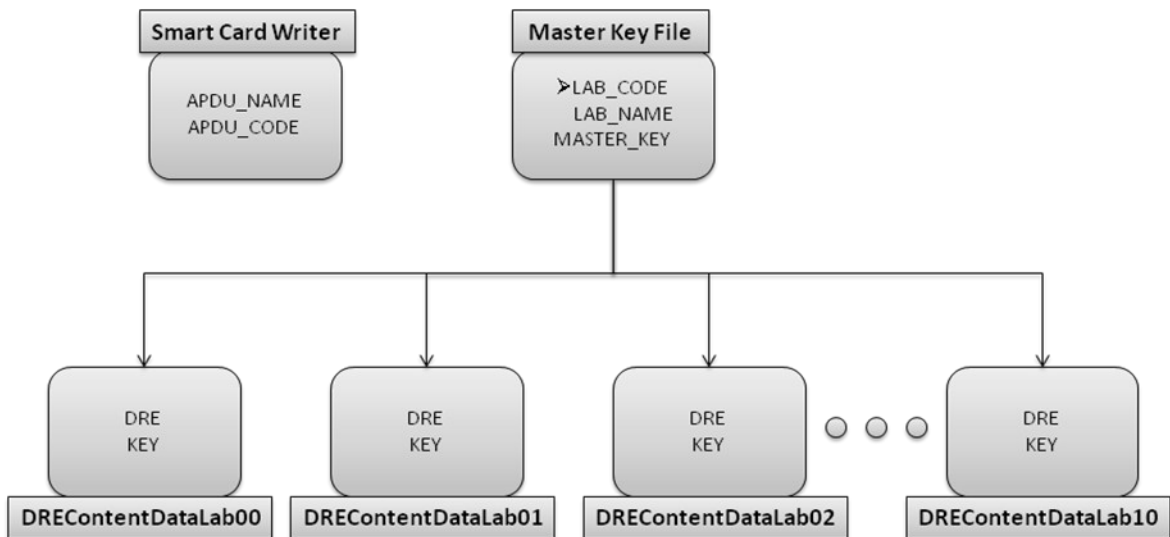 Smart Card Writer
Master Key File
APDU_NAME
APDU_CODE
➢LAB_CODE
LAB_NAME
MASTER_KEY
DRE
KEY
DRE
KEY
DRE
KEY
DRE
KEY
DREContentDataLab00
DREContentDataLab01
DREContentDataLab02
DREContentDataLab10